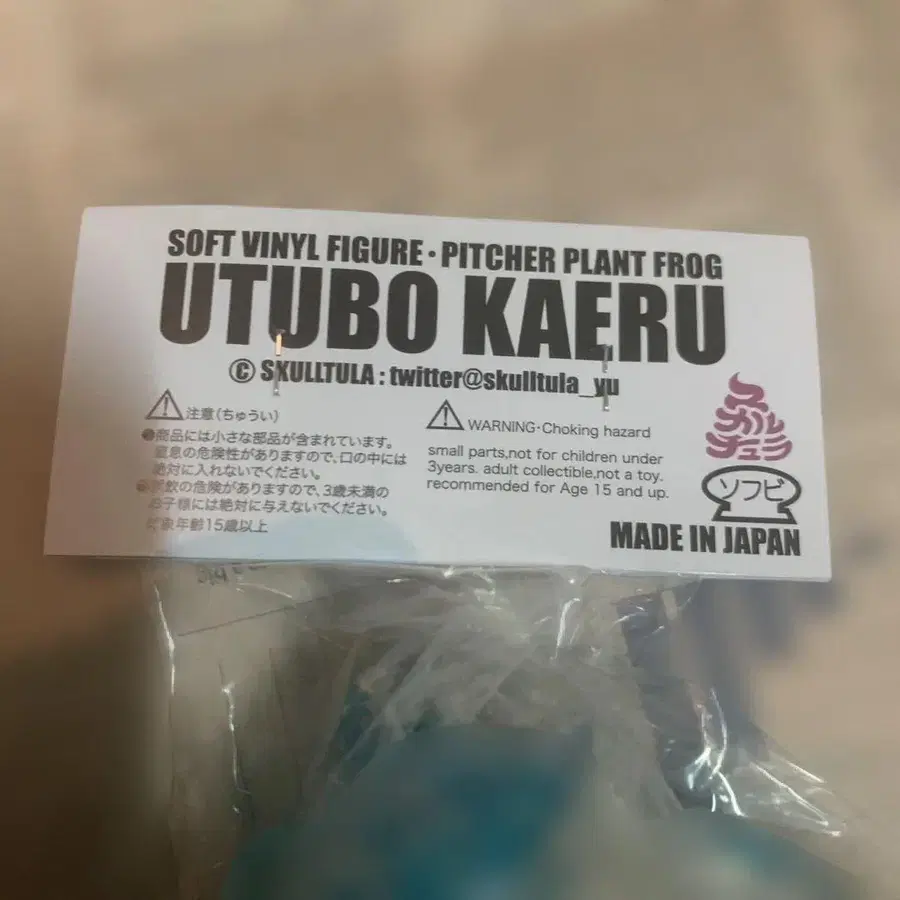 SOFT VINYL FIGURE・PITCHER PLANT FROG
UTUBO KAERU
© SKULLTULA : twitter@skulltula_yu
注意(ちゅうい)
●商品には小さな部品が含まれています。
窒息の危険性がありますので、口の中には
絶対に入れないでください。
飲の危険がありますので、3歳未満の
お子様には絶対に与えないでください。
対象年齢15歳以上
WARNING・Choking hazard
small parts,not for children under
3years. adult collectible,not a toy.
recommended for Age 15 and up.
スカル
チュラ
ソフビ
MADE IN JAPAN